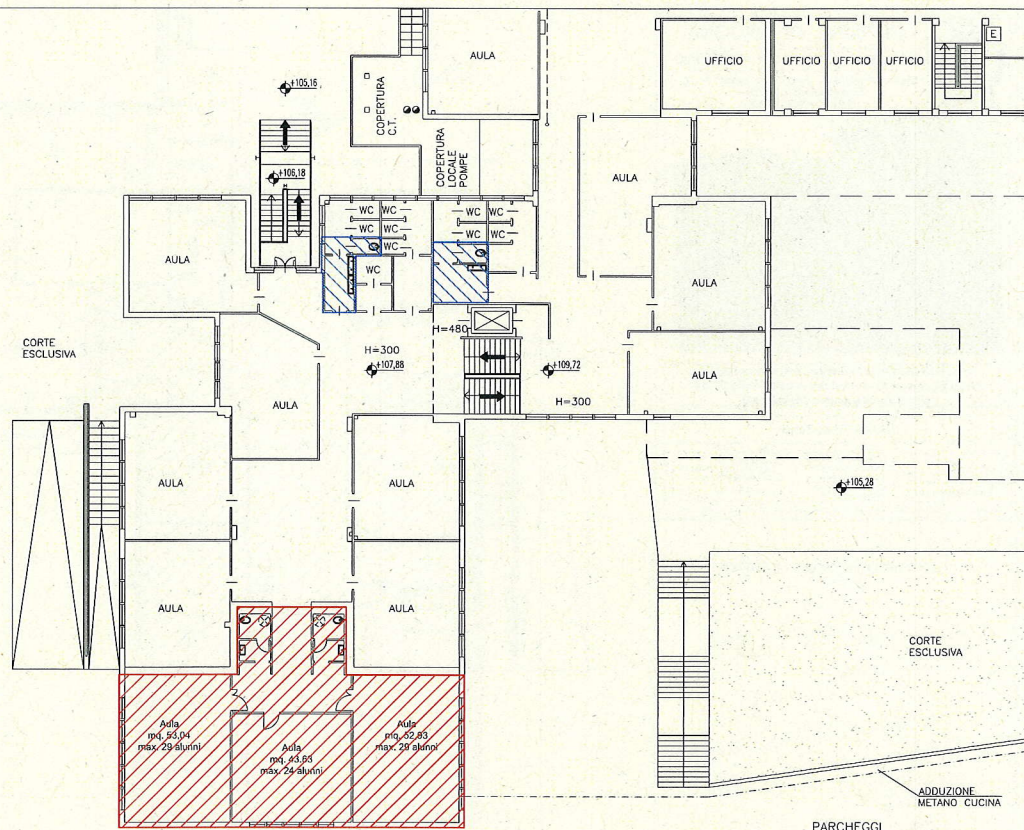 E
AULA
UFFICIO
UFFICIO
UFFICIO
UFFICIO
+105,16
COPERTURA
C.T.
COPERTURA
LOCALE
POMPE
+106,18
AULA
WC
WC
WC
WC
WC
WC
WC
WC
WC
WC
AULA
AULA
CORTE
ESCLUSIVA
H=480
H=300
+107,88
+109,72
H=300
AULA
AULA
AULA
AULA
+105,28
AULA
AULA
CORTE
ESCLUSIVA
Aula
mq. 53,04
max. 29 alunni
Aula
mq. 43,63
max. 24 alunni
Aula
mq. 52,93
max. 29 alunni
ADDUZIONE
METANO CUCINA
PARCHEGGI